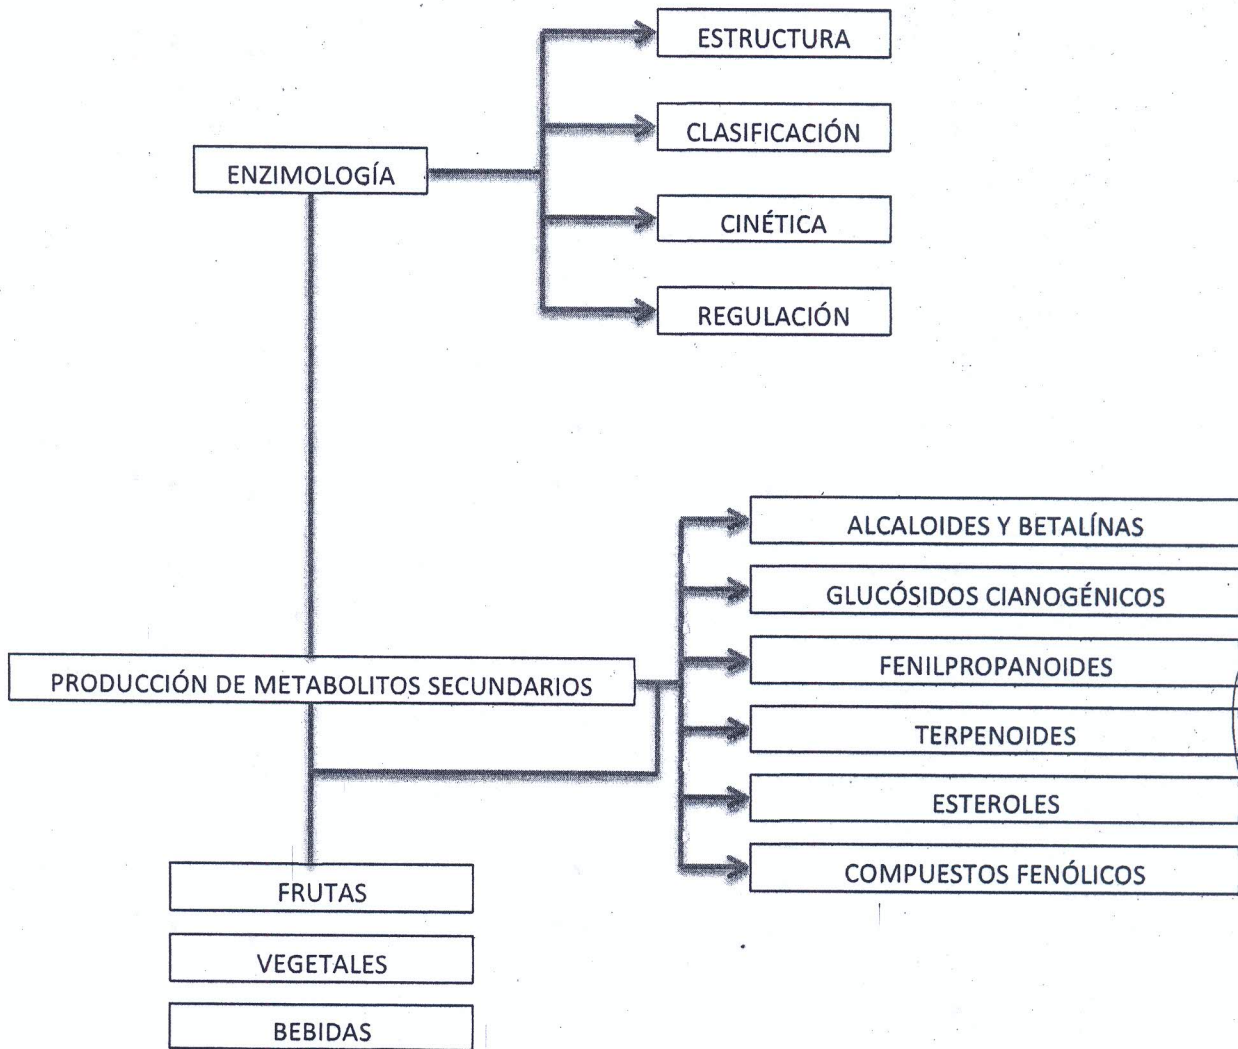 ESTRUCTURA
CLASIFICACIÓN
ENZIMOLOGÍA
CINÉTICA
REGULACIÓN
ALCALOIDES Y BETALÍNAS
GLUCÓSIDOS CIANOGÉNICOS
FENILPROPANOIDES
PRODUCCIÓN DE METABOLITOS SECUNDARIOS
TERPENOIDES
ESTEROLES
COMPUESTOS FENÓLICOS
FRUTAS
VEGETALES
BEBIDAS